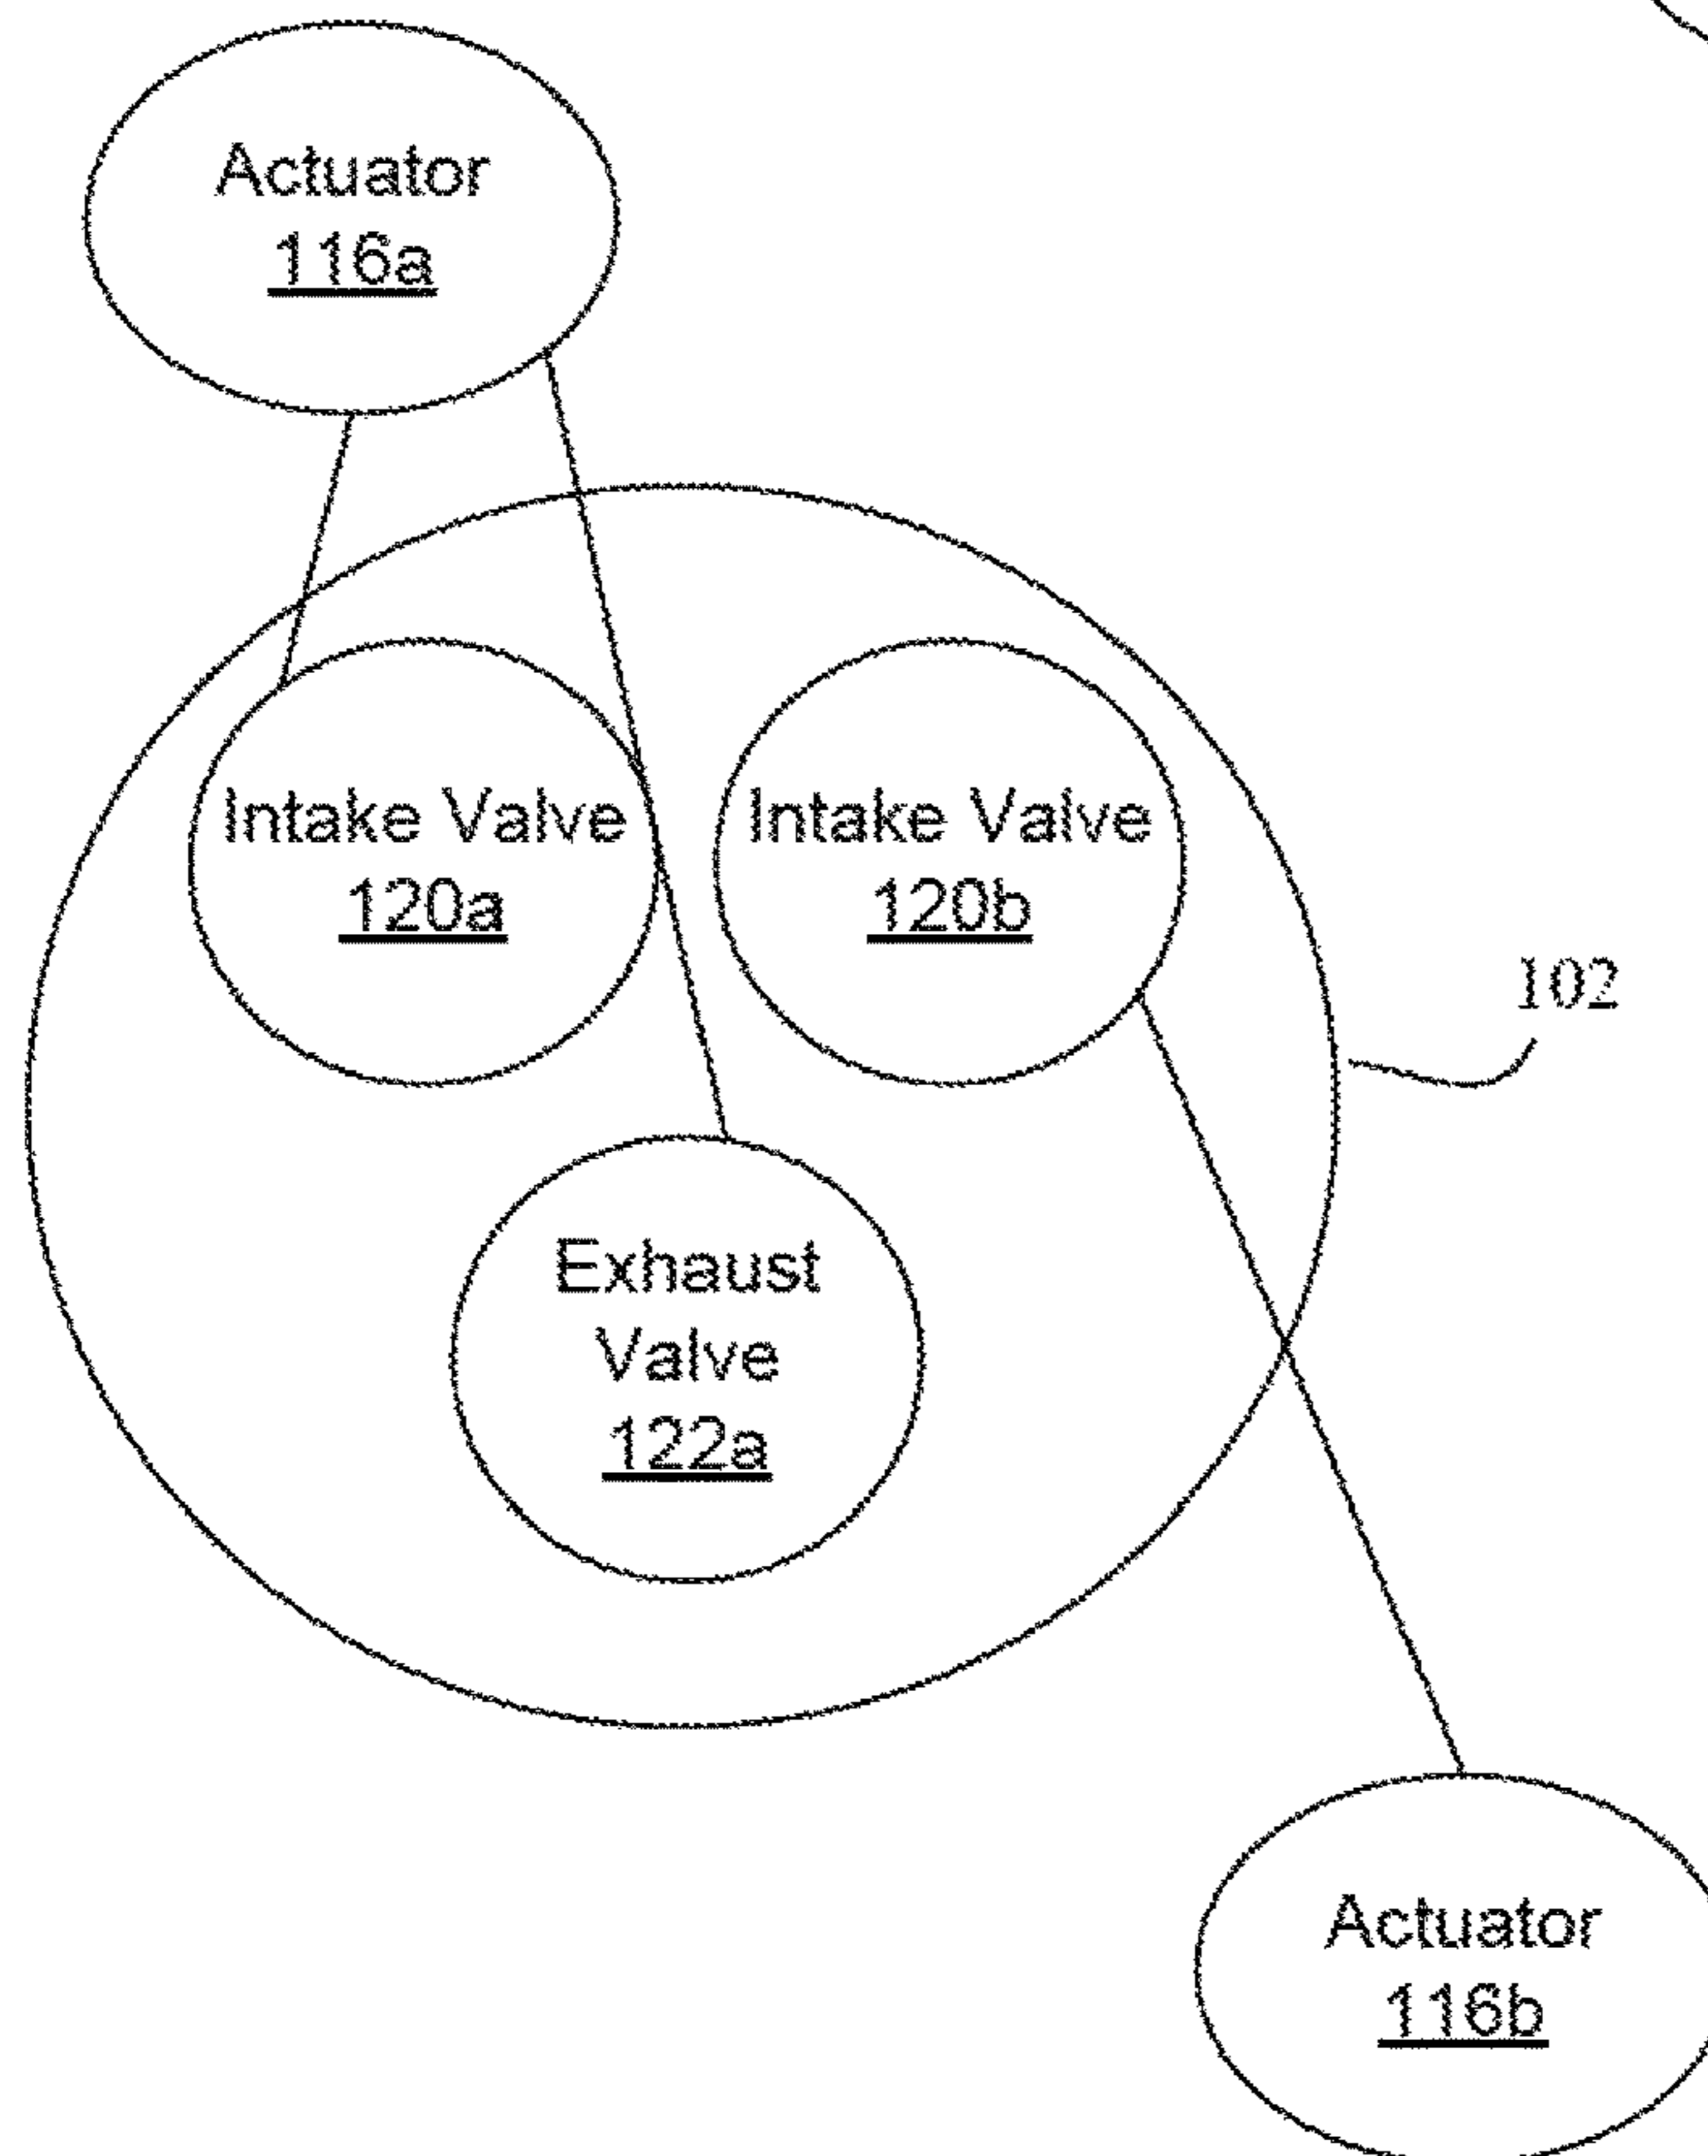 Actuator
116a
Intake Valve
120a
Intake Valve
120b
102
Exhaust
Valve
122a
Actuator
116b